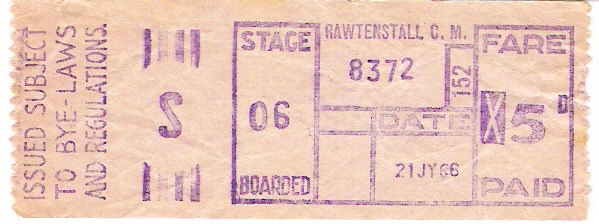 ISSUED SUBJECT
TO BYE-LAWS
AND REGULATIONS.
S
STAGE
06
BOARDED
RAWTENSTALL C. M.
8372
152
DATE
21JY66
FARE
X5D
PAID